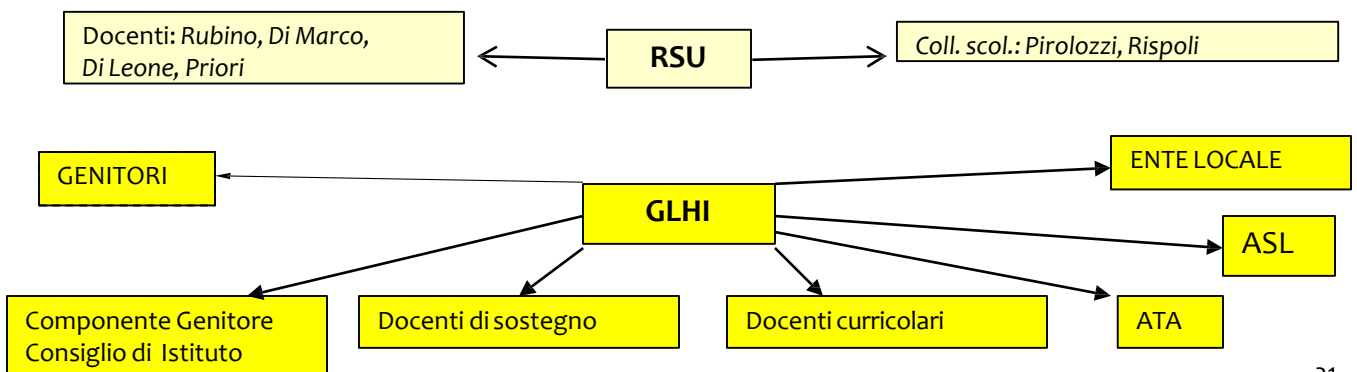 Docenti: Rubino, Di Marco,
Di Leone, Priori
RSU
Coll. scol.: Pirolozzi, Rispoli
GENITORI
ENTE LOCALE
GLHI
ASL
Componente Genitore
Consiglio di Istituto
Docenti di sostegno
Docenti curricolari
ATA